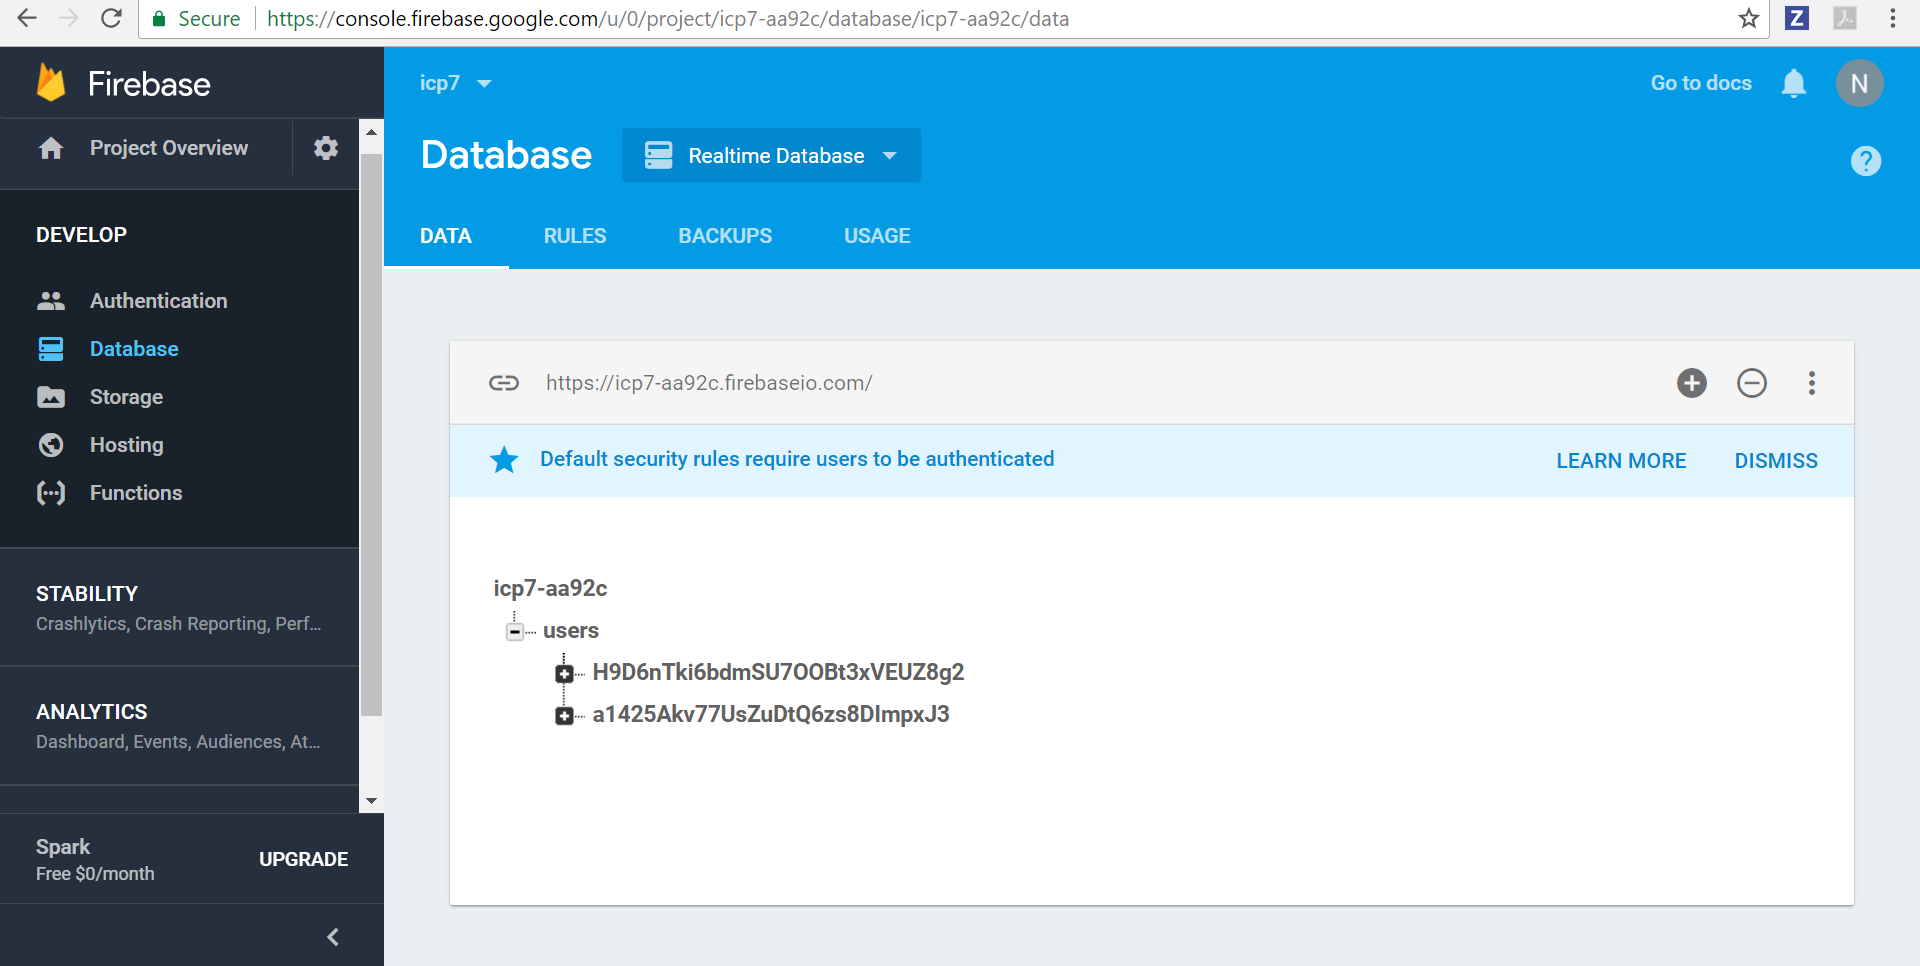 Secure
https://console.firebase.google.com/u/0/project/icp7-aa92c/database/icp7-aa92c/data
Z
Firebase
Project Overview
DEVELOP
Authentication
Database
Storage
Hosting
Functions
STABILITY
Crashlytics, Crash Reporting, Perf...
ANALYTICS
Dashboard, Events, Audiences, At...
Spark
Free $0/month
UPGRADE
icp7
Go to docs
N
Database
Realtime Database
?
DATA
RULES
BACKUPS
USAGE
https://icp7-aa92c.firebaseio.com/
Default security rules require users to be authenticated
LEARN MORE
DISMISS
icp7-aa92c
users
H9D6nTki6bdmSU7OOBt3xVEUZ8g2
a1425Akv77UsZuDtQ6zs8DImpxJ3